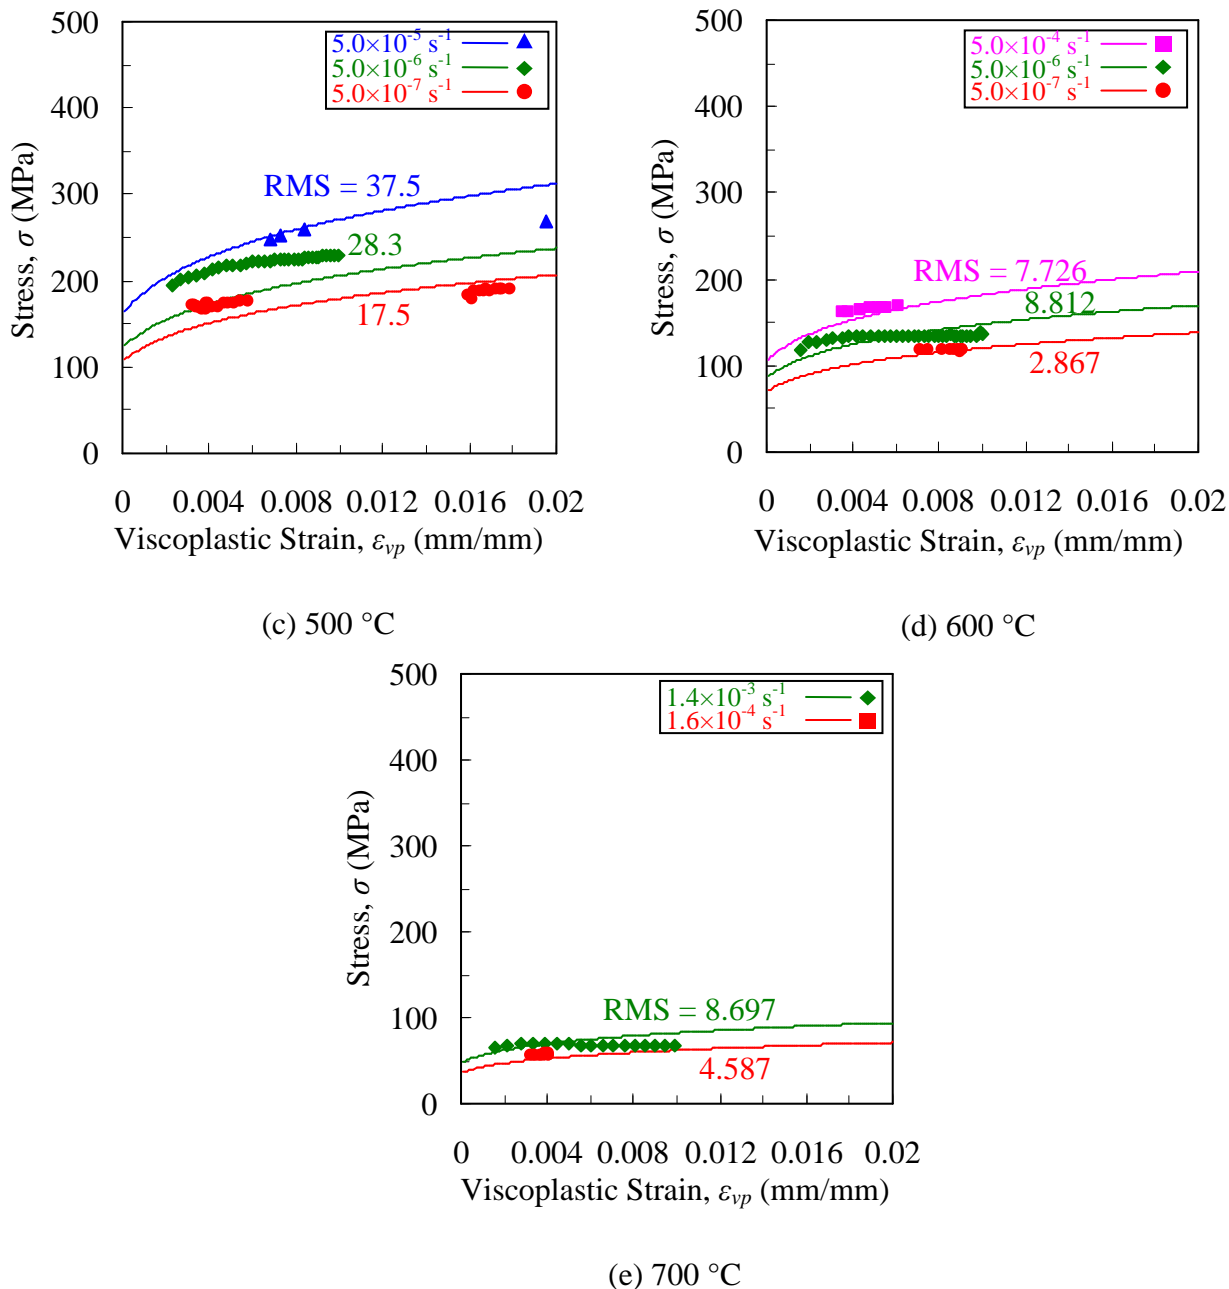 500
400
300
200
100
0
Stress, σ (MPa)
5.0×10⁻⁵ s⁻¹
5.0×10⁻⁶ s⁻¹
5.0×10⁻⁷ s⁻¹
RMS = 37.5
28.3
17.5
0 0.004 0.008 0.012 0.016 0.02
Viscoplastic Strain, εvp (mm/mm)
(c) 500 °C
500
400
300
200
100
0
Stress, σ (MPa)
5.0×10⁻⁴ s⁻¹
5.0×10⁻⁶ s⁻¹
5.0×10⁻⁷ s⁻¹
RMS = 7.726
8.812
2.867
0 0.004 0.008 0.012 0.016 0.02
Viscoplastic Strain, εvp (mm/mm)
(d) 600 °C
500
400
300
200
100
0
Stress, σ (MPa)
1.4×10⁻³ s⁻¹
1.6×10⁻⁴ s⁻¹
RMS = 8.697
4.587
0 0.004 0.008 0.012 0.016 0.02
Viscoplastic Strain, εvp (mm/mm)
(e) 700 °C